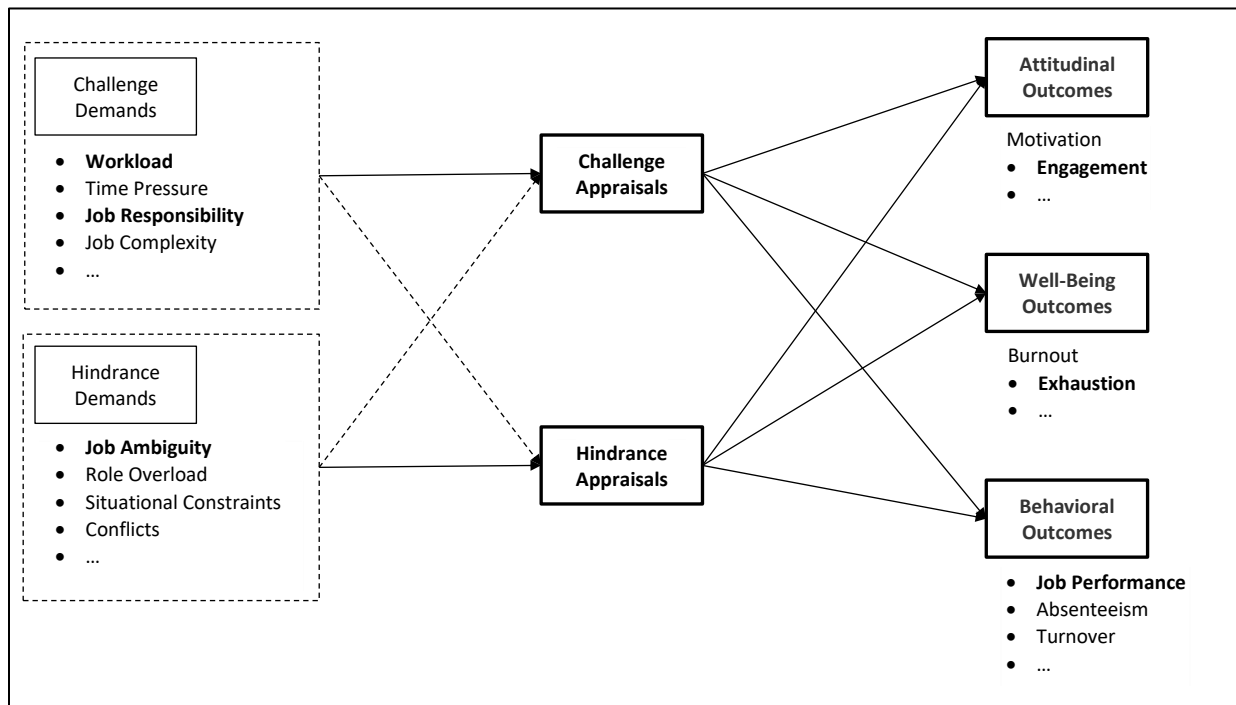 Challenge
Demands
• Workload
• Time Pressure
• Job Responsibility
• Job Complexity
• ...
Hindrance
Demands
• Job Ambiguity
• Role Overload
• Situational Constraints
• Conflicts
• ...
Challenge
Appraisals
Hindrance
Appraisals
Attitudinal
Outcomes
Motivation
• Engagement
• ...
Well-Being
Outcomes
Burnout
• Exhaustion
• ...
Behavioral
Outcomes
• Job Performance
• Absenteeism
• Turnover
• ...